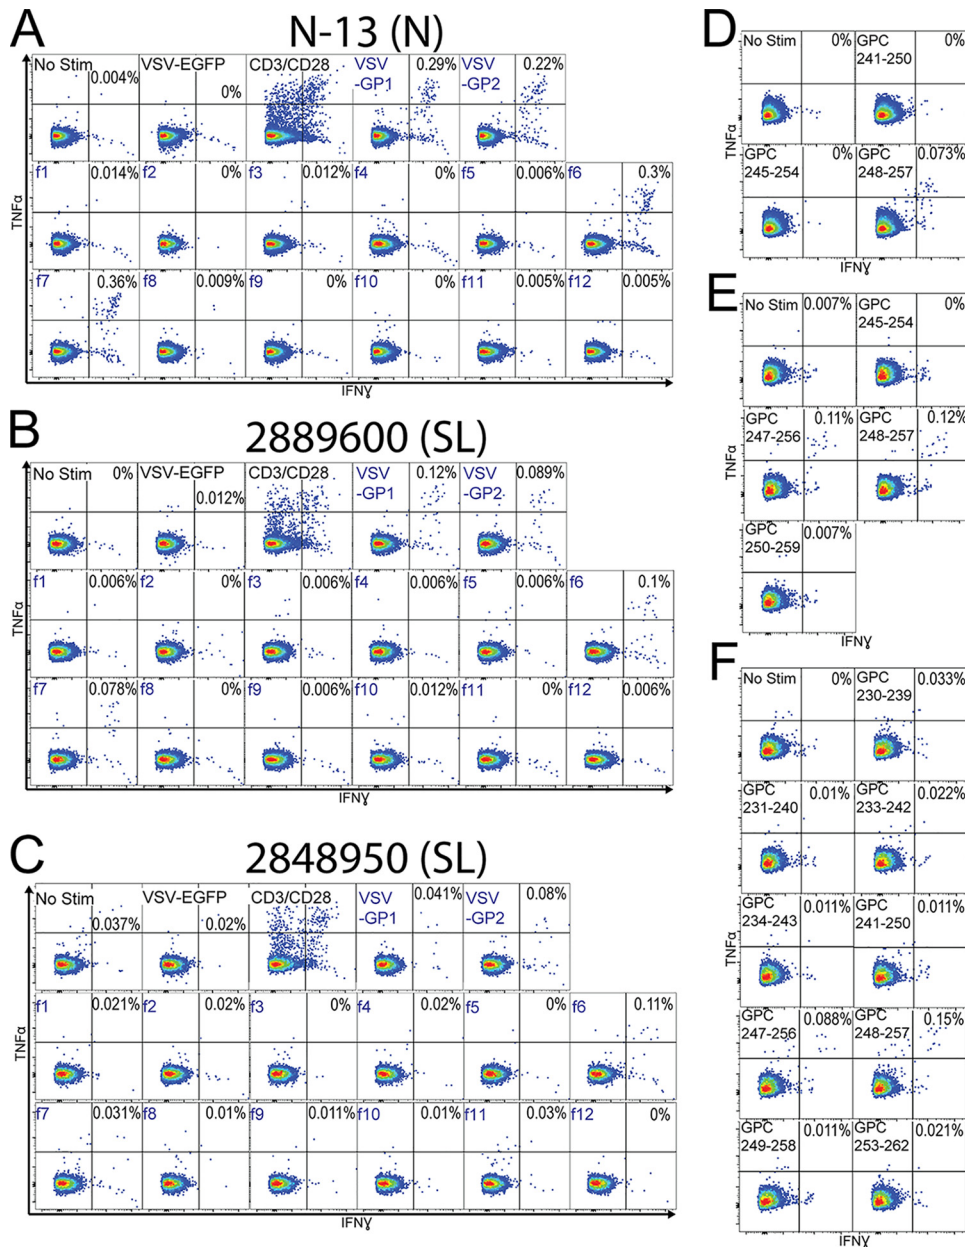 A
N-13 (N)
No Stim 0.004% VSV-EGFP 0% CD3/CD28 VSV -GP1 0.29% VSV -GP2 0.22%
f1 0.014% f2 0% f3 0.012% f4 0% f5 0.006% f6 0.3%
f7 0.36% f8 0.009% f9 0% f10 0% f11 0.005% f12 0.005%
TNFα
IFNɣ
B
2889600 (SL)
No Stim 0% VSV-EGFP 0.012% CD3/CD28 VSV -GP1 0.12% VSV -GP2 0.089%
f1 0.006% f2 0% f3 0.006% f4 0.006% f5 0.006% f6 0.1%
f7 0.078% f8 0% f9 0.006% f10 0.012% f11 0% f12 0.006%
TNFα
IFNɣ
C
2848950 (SL)
No Stim 0.037% VSV-EGFP 0.02% CD3/CD28 VSV -GP1 0.041% VSV -GP2 0.08%
f1 0.021% f2 0.02% f3 0% f4 0.02% f5 0% f6 0.11%
f7 0.031% f8 0.01% f9 0.011% f10 0.01% f11 0.03% f12 0%
TNFα
IFNɣ
D
No Stim 0% GPC 241-250 0%
GPC 245-254 0% GPC 248-257 0.073%
TNFα
IFNɣ
E
No Stim 0.007% GPC 245-254 0%
GPC 247-256 0.11% GPC 248-257 0.12%
GPC 250-259 0.007%
TNFα
IFNɣ
F
No Stim 0% GPC 230-239 0.033%
GPC 231-240 0.01% GPC 233-242 0.022%
GPC 234-243 0.011% GPC 241-250 0.011%
GPC 247-256 0.088% GPC 248-257 0.15%
GPC 249-258 0.011% GPC 253-262 0.021%
TNFα
IFNɣ